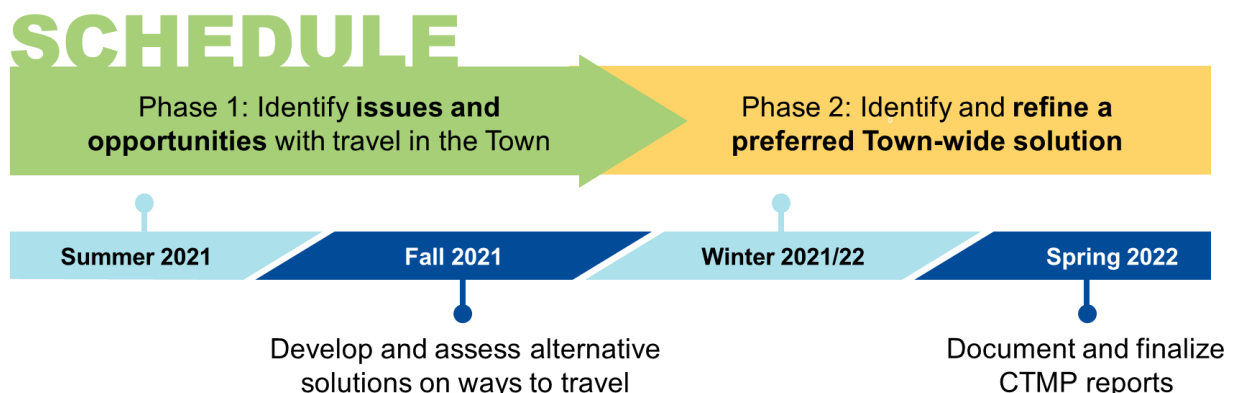 SCHEDULE
Phase 1: Identify issues and
opportunities with travel in the Town
Phase 2: Identify and refine a
preferred Town-wide solution
Summer 2021
Fall 2021
Winter 2021/22
Spring 2022
Develop and assess alternative
solutions on ways to travel
Document and finalize
CTMP reports